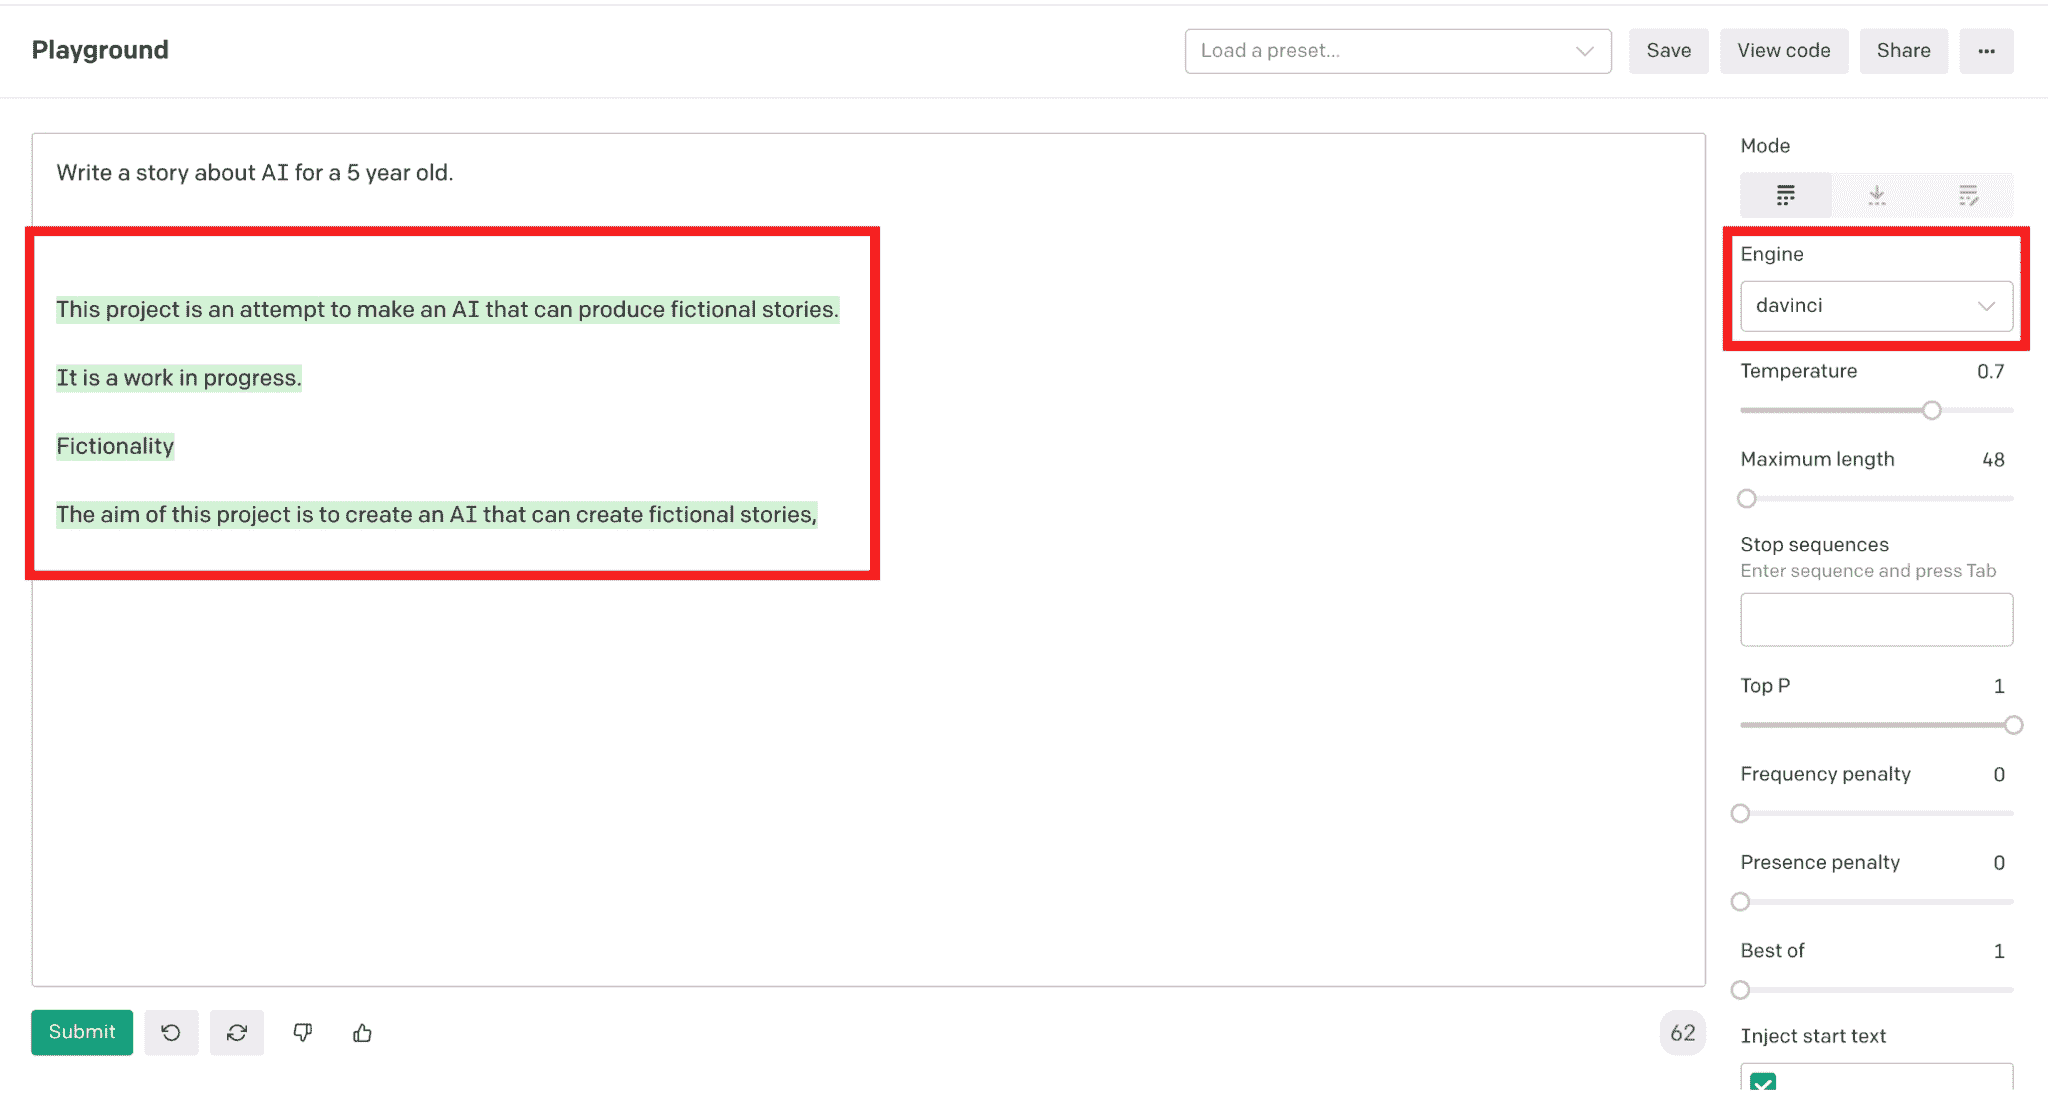 Playground
Load a preset...
Save
View code
Share
Write a story about AI for a 5 year old.
This project is an attempt to make an AI that can produce fictional stories.
It is a work in progress.
Fictionality
The aim of this project is to create an AI that can create fictional stories,
Mode
Engine
davinci
Temperature 0.7
Maximum length 48
Stop sequences
Enter sequence and press Tab
Top P 1
Frequency penalty 0
Presence penalty 0
Best of 1
Inject start text
Submit
62